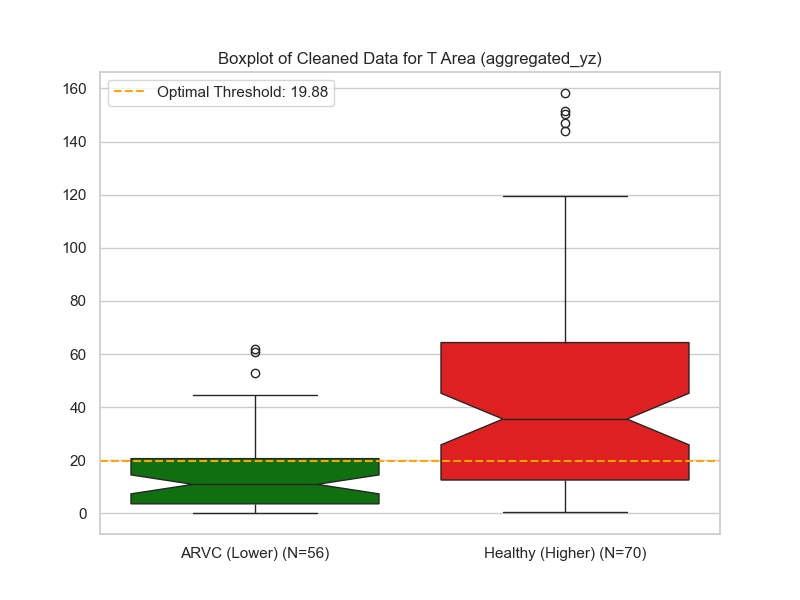 Boxplot of Cleaned Data for T Area (aggregated_yz)
Optimal Threshold: 19.88
160
140
120
100
80
60
40
20
0
ARVC (Lower) (N=56)
Healthy (Higher) (N=70)